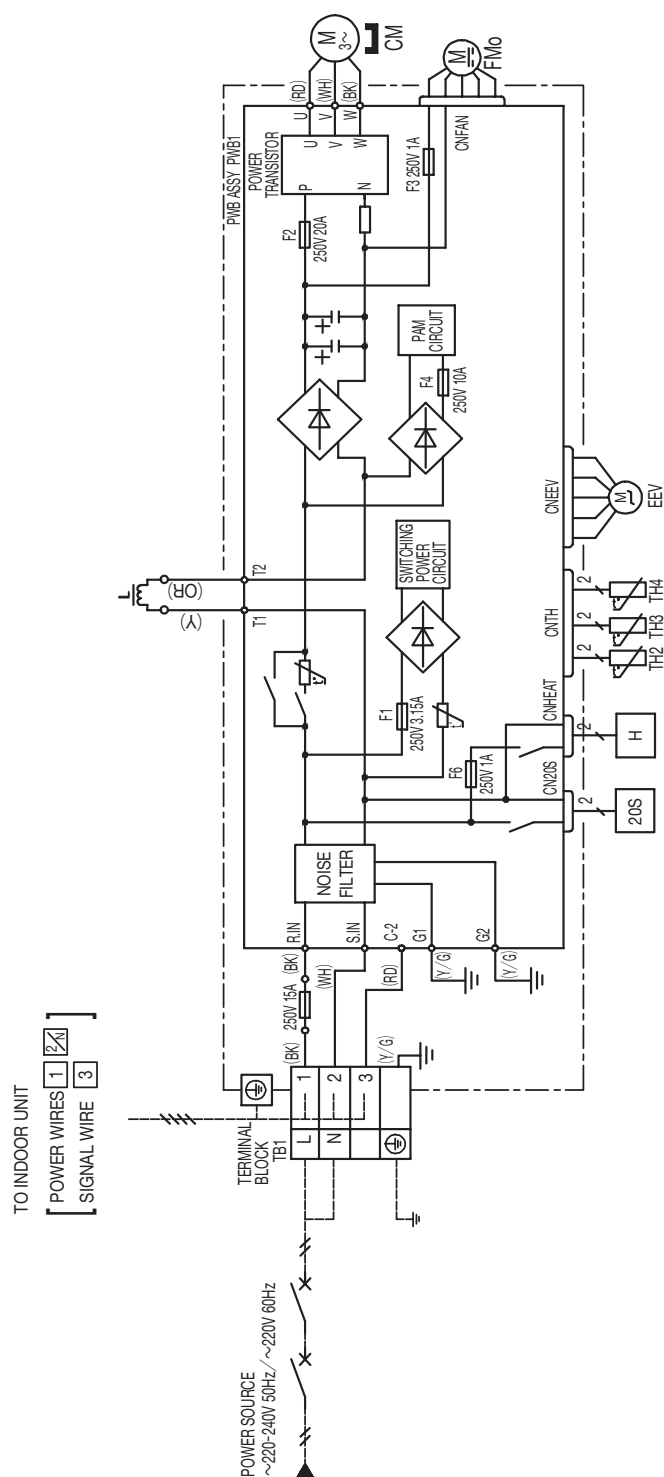 TO INDOOR UNIT
POWER WIRES 1 2/N
SIGNAL WIRE 3
POWER SOURCE
~220-240V 50Hz/~220V 60Hz
TERMINAL
BLOCK
TB1
L
1
N
2
3
(BK)
250V 15A
(BK)
(WH)
(RD)
(Y/G)
R.IN
S.IN
C-2
G1
(Y/G)
G2
(Y/G)
NOISE
FILTER
F1
250V 3.15A
t°
t°
F6
250V 1A
SWITCHING
POWER
CIRCUIT
L
(Y)
(OR)
T1
T2
+
+
F4
250V 10A
PAM
CIRCUIT
F2
250V 20A
PWB ASSY PWB1
POWER
TRANSISTOR
P
N
U
V
W
U
V
W
(RD)
(WH)
(BK)
M
3~
CM
F3 250V 1A
CNFAN
M
FMo
CN20S
2
20S
CNHEAT
2
H
CNTH
2
2
2
t°
t°
t°
TH2
TH3
TH4
CNEEV
M
~
EEV